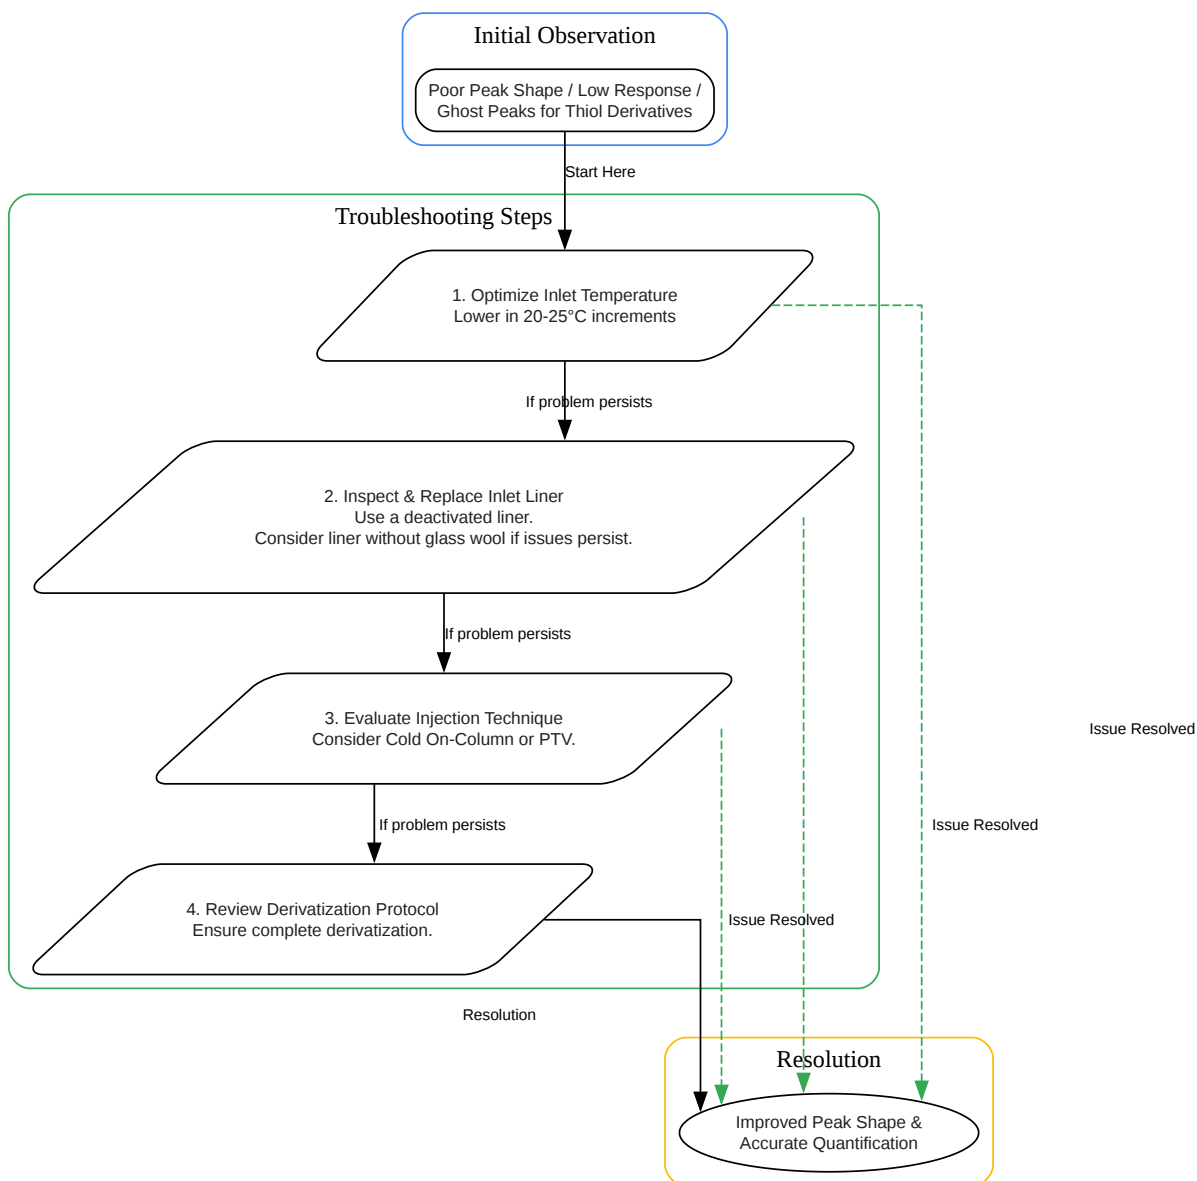 Initial Observation
Poor Peak Shape / Low Response /
Ghost Peaks for Thiol Derivatives
Start Here
Troubleshooting Steps
1. Optimize Inlet Temperature
Lower in 20-25°C increments
If problem persists
2. Inspect & Replace Inlet Liner
Use a deactivated liner.
Consider liner without glass wool if issues persist.
If problem persists
3. Evaluate Injection Technique
Consider Cold On-Column or PTV.
Issue Resolved
If problem persists
Issue Resolved
4. Review Derivatization Protocol
Ensure complete derivatization.
Issue Resolved
Resolution
Resolution
Improved Peak Shape &
Accurate Quantification